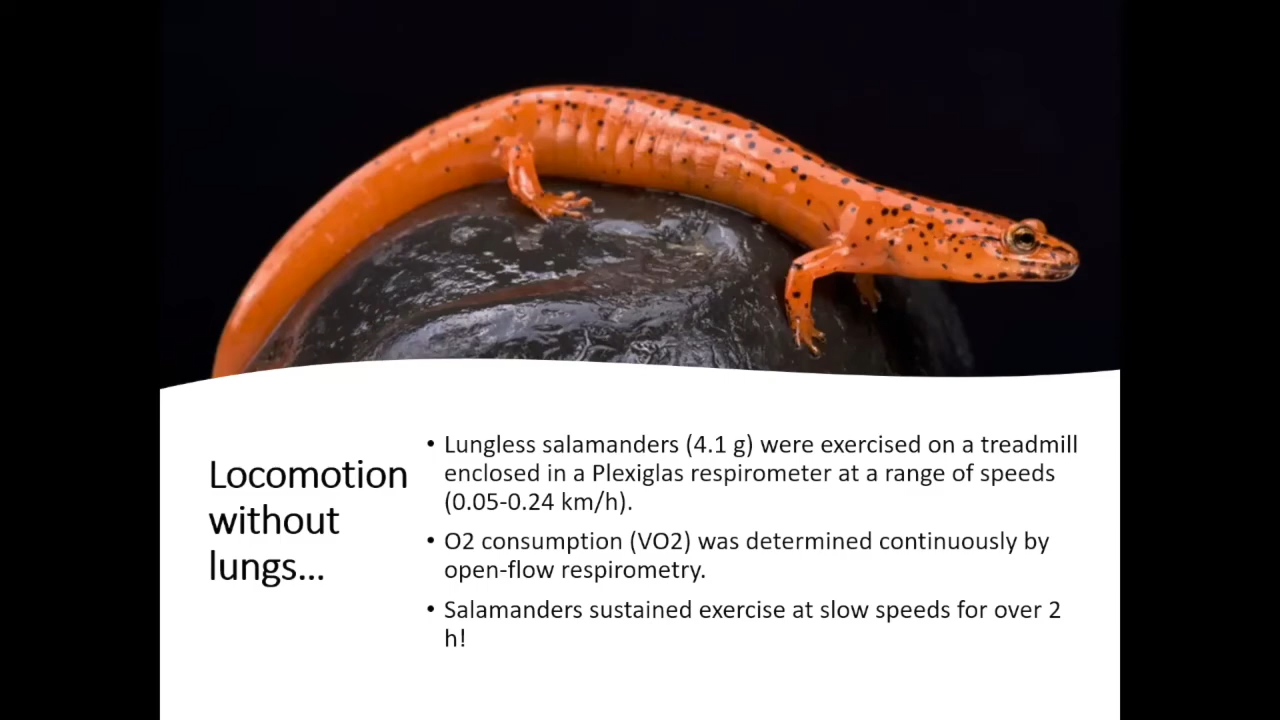 Locomotion
without
lungs...
• Lungless salamanders (4.1 g) were exercised on a treadmill
enclosed in a Plexiglas respirometer at a range of speeds
(0.05-0.24 km/h).
• O2 consumption (VO2) was determined continuously by
open-flow respirometry.
• Salamanders sustained exercise at slow speeds for over 2
h!